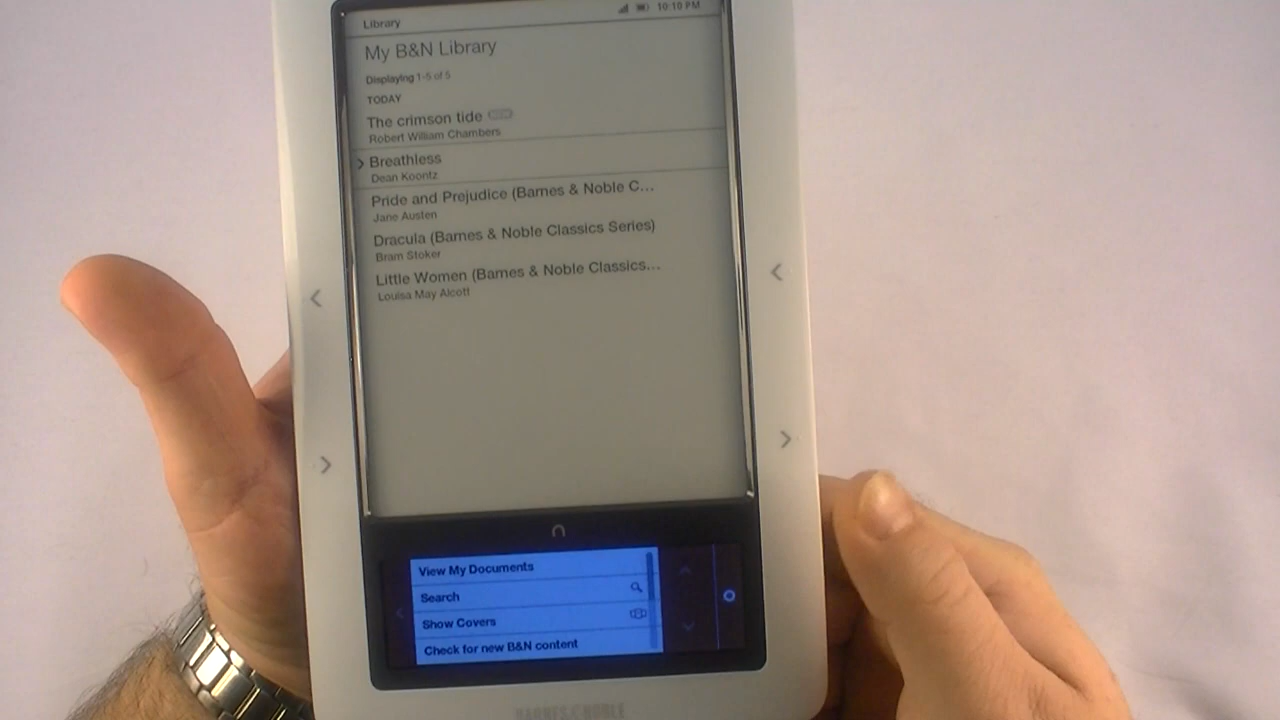 10:10 PM
Library
My B&N Library
Displaying 1-5 of 5
TODAY
The crimson tide
Robert William Chambers
Breathless
Dean Koontz
Pride and Prejudice (Barnes & Noble C...
Jane Austen
Dracula (Barnes & Noble Classics Series)
Bram Stoker
Little Women (Barnes & Noble Classics...
Louisa May Alcott
View My Documents
Search
Show Covers
Check for new B&N content
BARNES & NOBLE